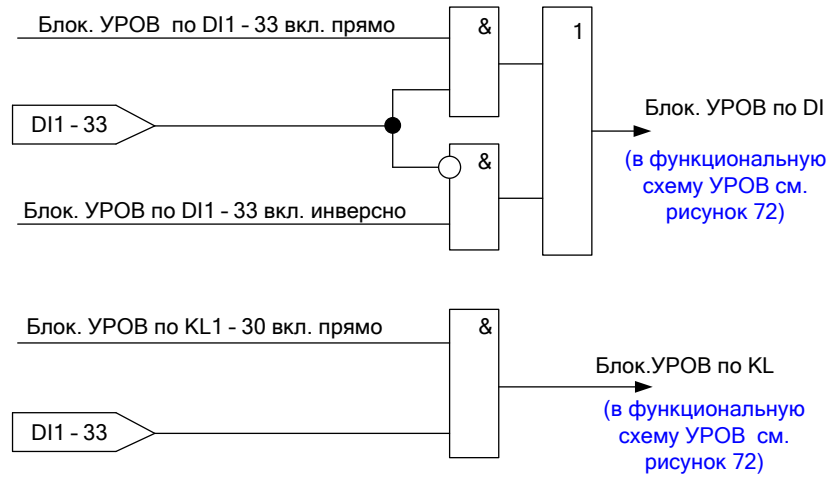 Блок. УРОВ по DI1 - 33 вкл. прямо
&
1
DI1 - 33
Блок. УРОВ по DI
(в функциональную
схему УРОВ см.
рисунок 72)
&
Блок. УРОВ по DI1 - 33 вкл. инверсно
Блок. УРОВ по KL1 - 30 вкл. прямо
&
Блок.УРОВ по KL
(в функциональную
схему УРОВ см.
рисунок 72)
DI1 - 33